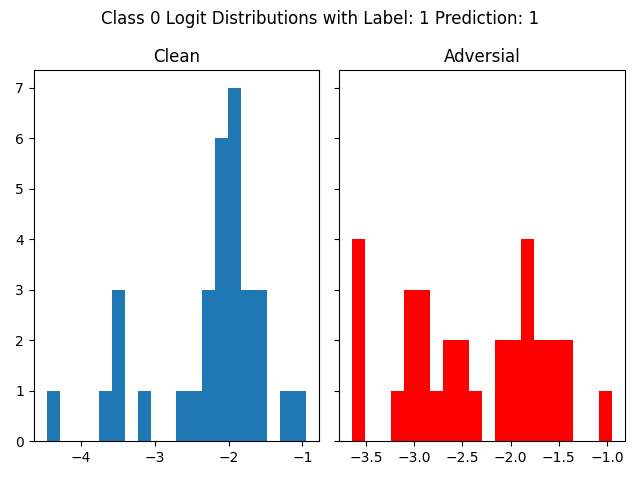 Class 0 Logit Distributions with Label: 1 Prediction: 1
Clean
Adversial
7
6
5
4
3
2
1
0
−4 −3 −2 −1
−3.5 −3.0 −2.5 −2.0 −1.5 −1.0